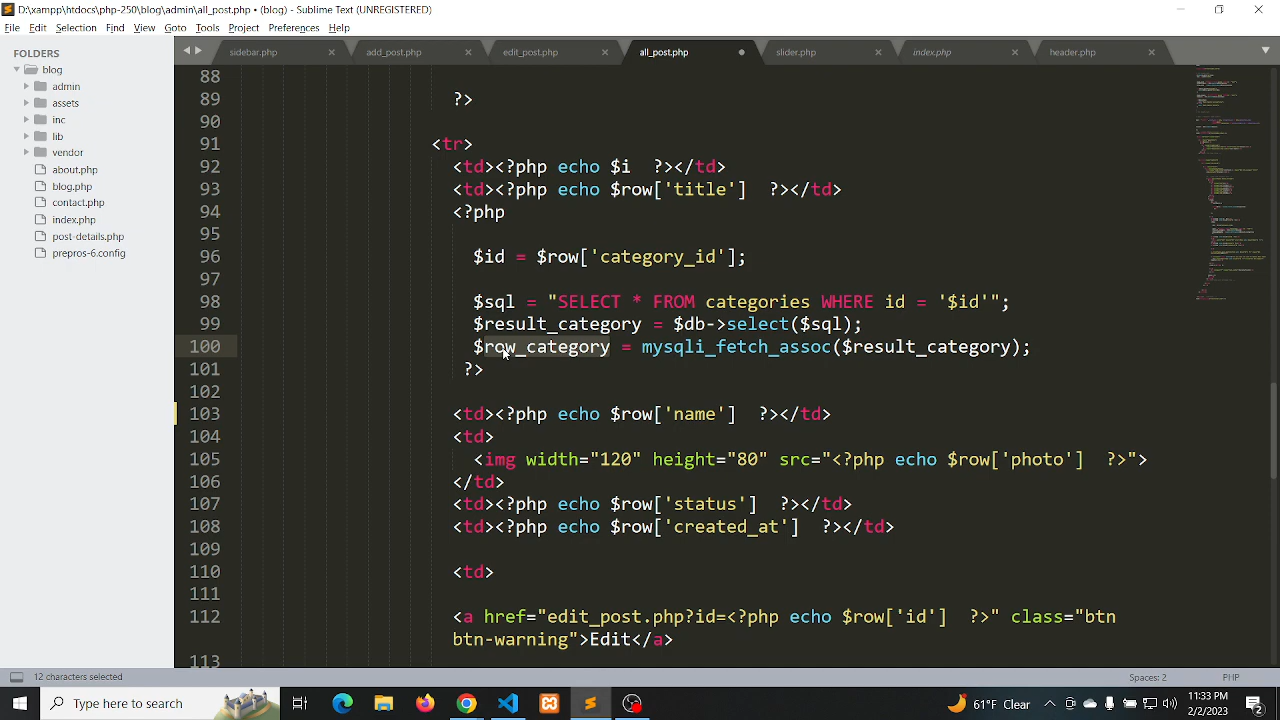 D:\xampp\htdocs\php-250\blog\admin\all_post.php • (blog) - Sublime Text (UNREGISTERED)
File Edit Selection Find View Goto Tools Project Preferences Help
FOLDERS
blog
admin
assets
inc
lib
vendor
about.php
blog.php
contact.php
index.php
post-details.php
prepros-6.config
sidebar.php add_post.php edit_post.php all_post.php slider.php index.php header.php
88
89 ?>
90
91 <tr>
92 <td><?php echo $i ?></td>
93 <td><?php echo $row['title'] ?></td>
94 <?php
95
96 $id = $row['category_id'];
97
98 $sql = "SELECT * FROM categories WHERE id = '$id'";
99 $result_category = $db->select($sql);
100 $row_category = mysqli_fetch_assoc($result_category);
101 ?>
102
103 <td><?php echo $row['name'] ?></td>
104 <td>
105 <img width="120" height="80" src="<?php echo $row['photo'] ?>">
106 </td>
107 <td><?php echo $row['status'] ?></td>
108 <td><?php echo $row['created_at'] ?></td>
109
110 <td>
111
112 <a href="edit_post.php?id=<?php echo $row['id'] ?>" class="btn
btn-warning">Edit</a>
113
12 characters selected Spaces: 2 PHP
Type here to search 61°F Clear 11:33 PM
2/2/2023